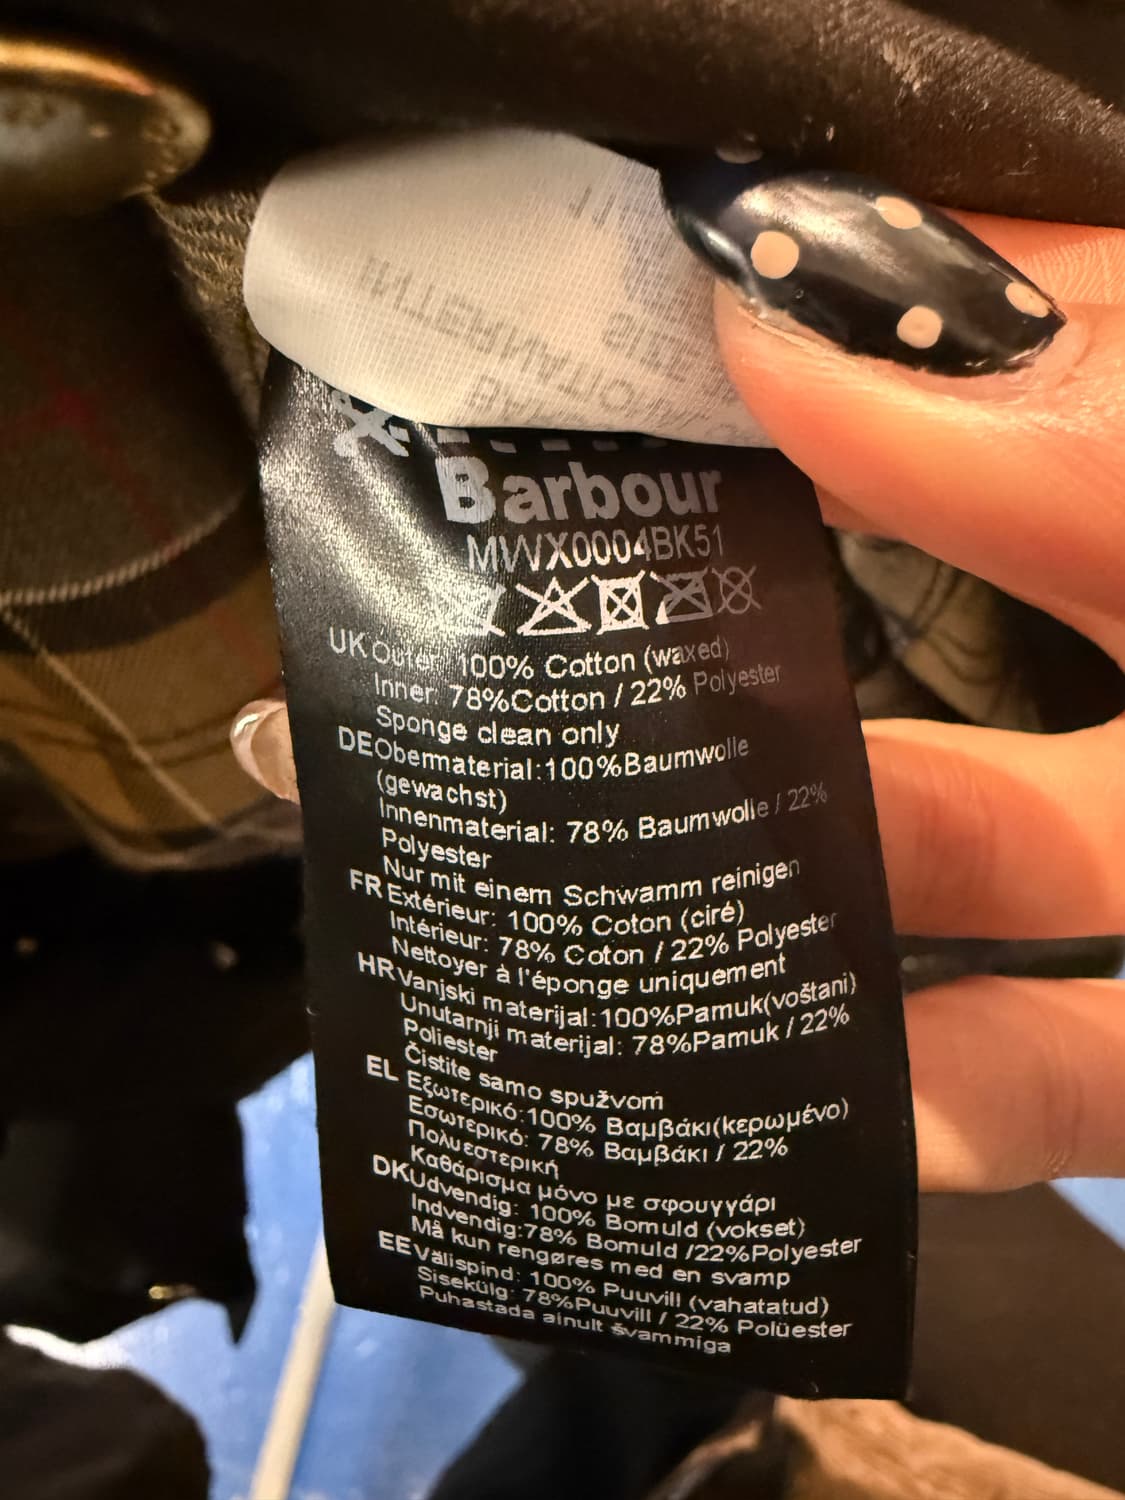 Barbour
MWX0004BK51
UK Outer: 100% Cotton (waxed)
Inner: 78%Cotton / 22% Polyester
Sponge clean only
DE Obermaterial:100%Baumwolle
(gewachst)
Innenmaterial: 78% Baumwolle / 22%
Polyester
Nur mit einem Schwamm reinigen
FR Extérieur: 100% Coton (ciré)
Intérieur: 78% Coton / 22% Polyester
Nettoyer à l'éponge uniquement
HR Vanjski materijal:100%Pamuk(voštani)
Unutarnji materijal: 78%Pamuk / 22%
Poliester
Čistite samo spužvom
EL Εξωτερικό:100% Βαμβάκι(κερωμένο)
Εσωτερικό: 78% Βαμβάκι / 22%
Πολυεστερική
Καθάρισμα μόνο με σφουγγάρι
DK Udvendig: 100% Bomuld (vokset)
Indvendig:78% Bomuld /22%Polyester
Må kun rengøres med en svamp
EE Välispind: 100% Puuvill (vahatatud)
Sisekülg: 78%Puuvill / 22% Polüester
Puhastada ainult švammiga